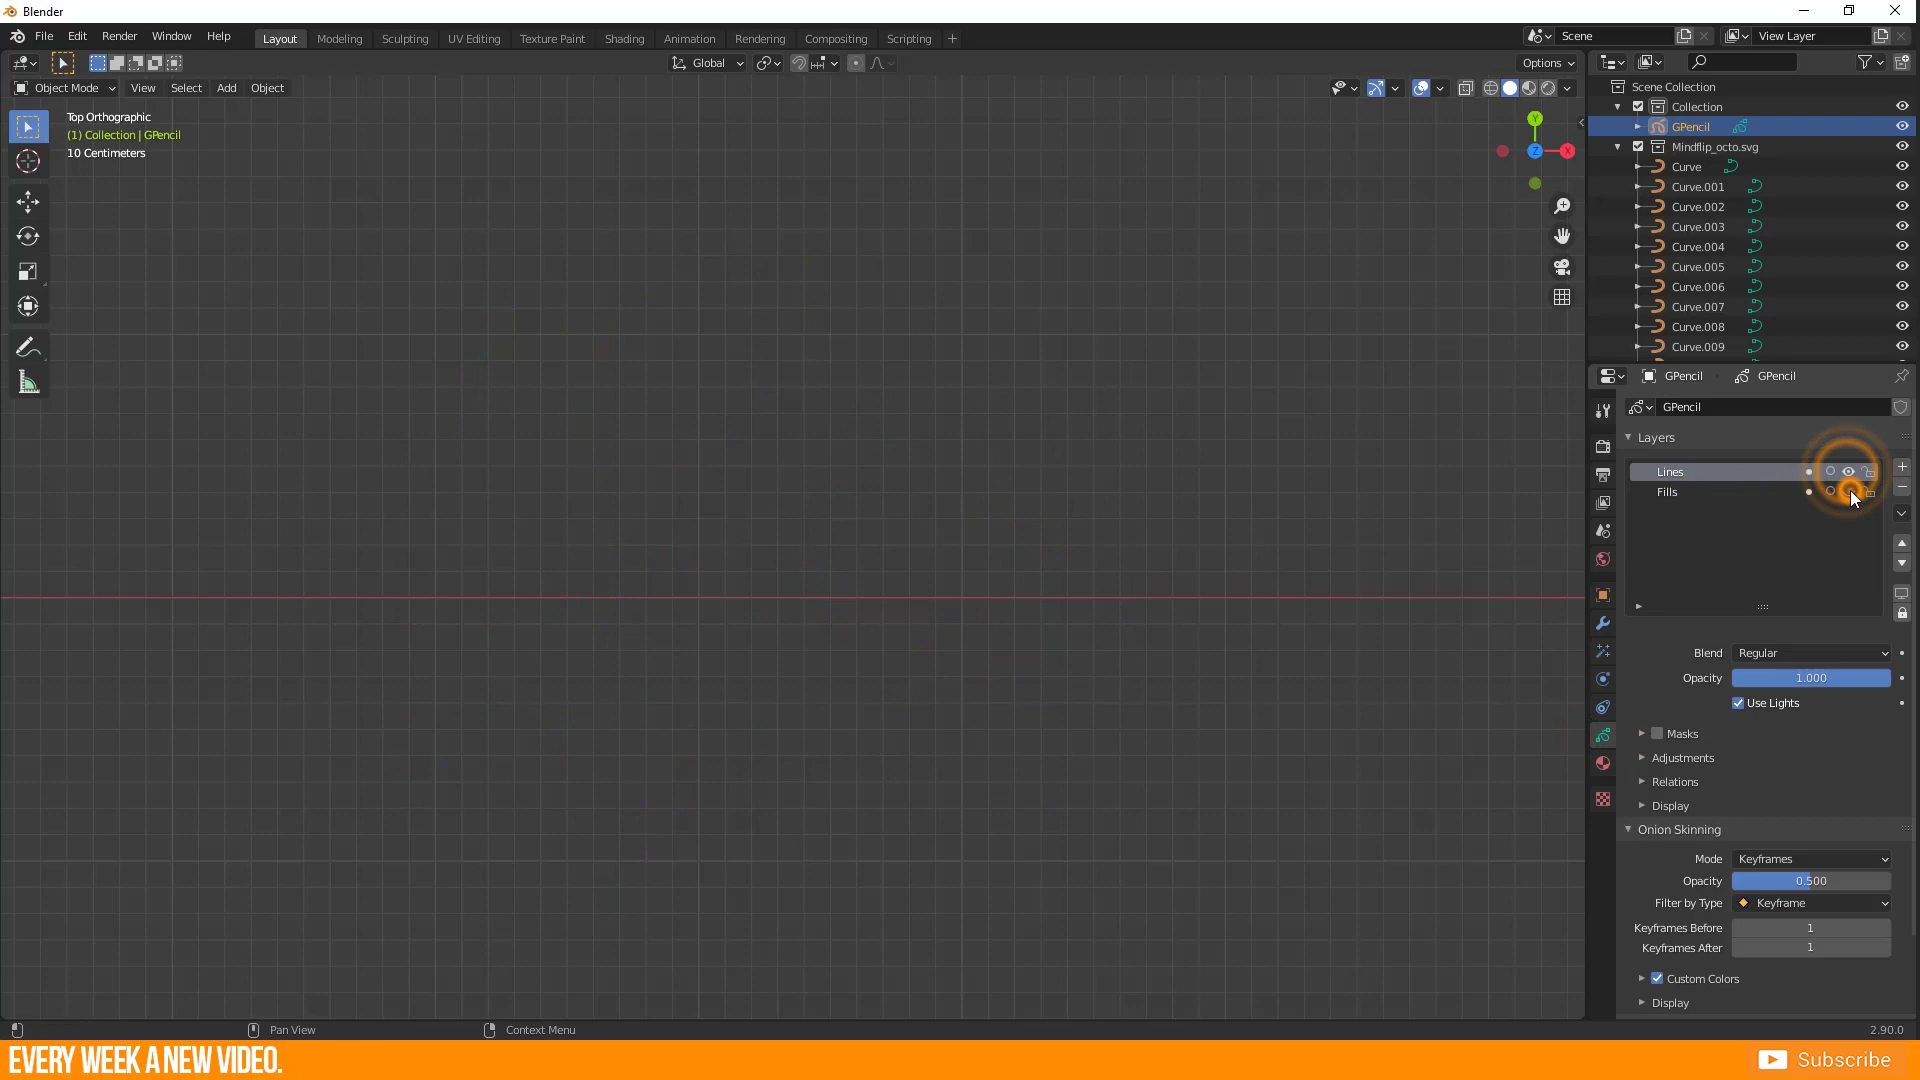 Blender
File Edit Render Window Help
Layout Modeling Sculpting UV Editing Texture Paint Shading Animation Rendering Compositing Scripting +
Scene
View Layer
Global
Options
Object Mode View Select Add Object
Top Orthographic
(1) Collection | GPencil
10 Centimeters
Y
Z
X
Scene Collection
Collection
GPencil
Mindflip_octo.svg
Curve
Curve.001
Curve.002
Curve.003
Curve.004
Curve.005
Curve.006
Curve.007
Curve.008
Curve.009
GPencil GPencil
GPencil
Layers
Lines
Fills
Blend Regular
Opacity 1.000
Use Lights
Masks
Adjustments
Relations
Display
Onion Skinning
Mode Keyframes
Opacity 0.500
Filter by Type Keyframe
Keyframes Before 1
Keyframes After 1
Custom Colors
Display
Pan View
Context Menu
2.90.0
EVERY WEEK A NEW VIDEO.
Subscribe